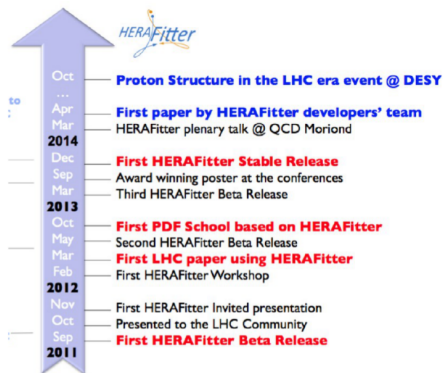 HERAFitter
Oct Proton Structure in the LHC era event @ DESY
...
to
Apr First paper by HERAFitter developers' team
Mar HERAFitter plenary talk @ QCD Moriond
2014
Dec First HERAFitter Stable Release
Sep Award winning poster at the conferences
Mar Third HERAFitter Beta Release
2013
Oct First PDF School based on HERAFitter
May Second HERAFitter Beta Release
Mar First LHC paper using HERAFitter
Feb First HERAFitter Workshop
2012
Nov First HERAFitter Invited presentation
Oct Presented to the LHC Community
Sep First HERAFitter Beta Release
2011